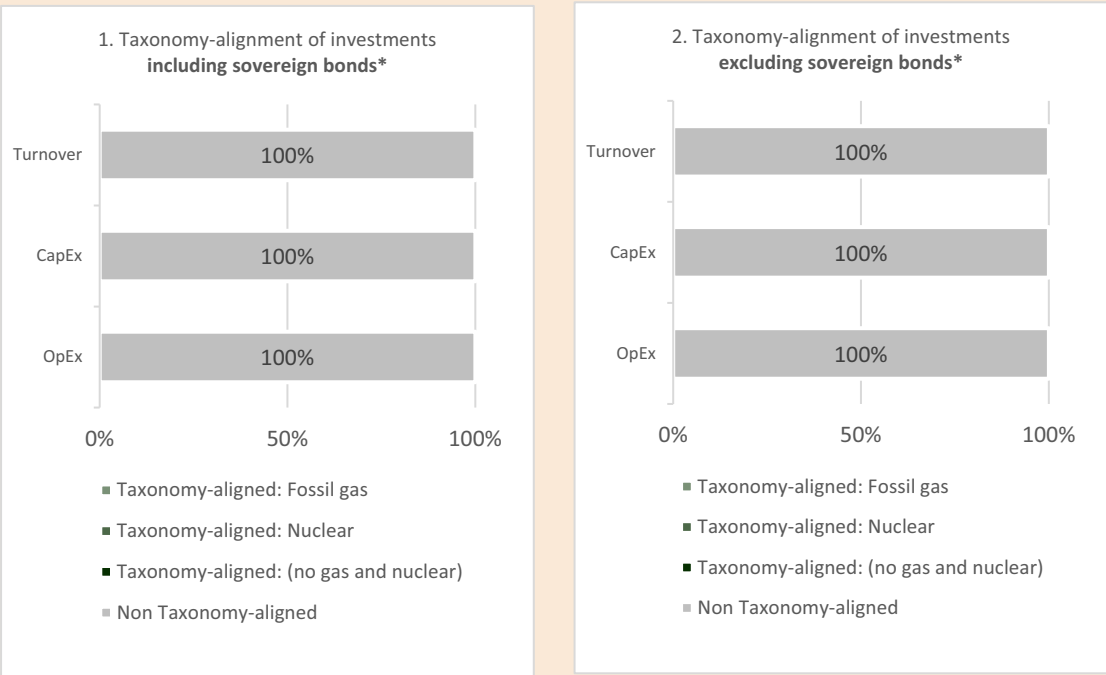 1. Taxonomy-alignment of investments
including sovereign bonds*
Turnover
100%
CapEx
100%
OpEx
100%
0%
50%
100%
Taxonomy-aligned: Fossil gas
Taxonomy-aligned: Nuclear
Taxonomy-aligned: (no gas and nuclear)
Non Taxonomy-aligned
2. Taxonomy-alignment of investments
excluding sovereign bonds*
Turnover
100%
CapEx
100%
OpEx
100%
0%
50%
100%
Taxonomy-aligned: Fossil gas
Taxonomy-aligned: Nuclear
Taxonomy-aligned: (no gas and nuclear)
Non Taxonomy-aligned